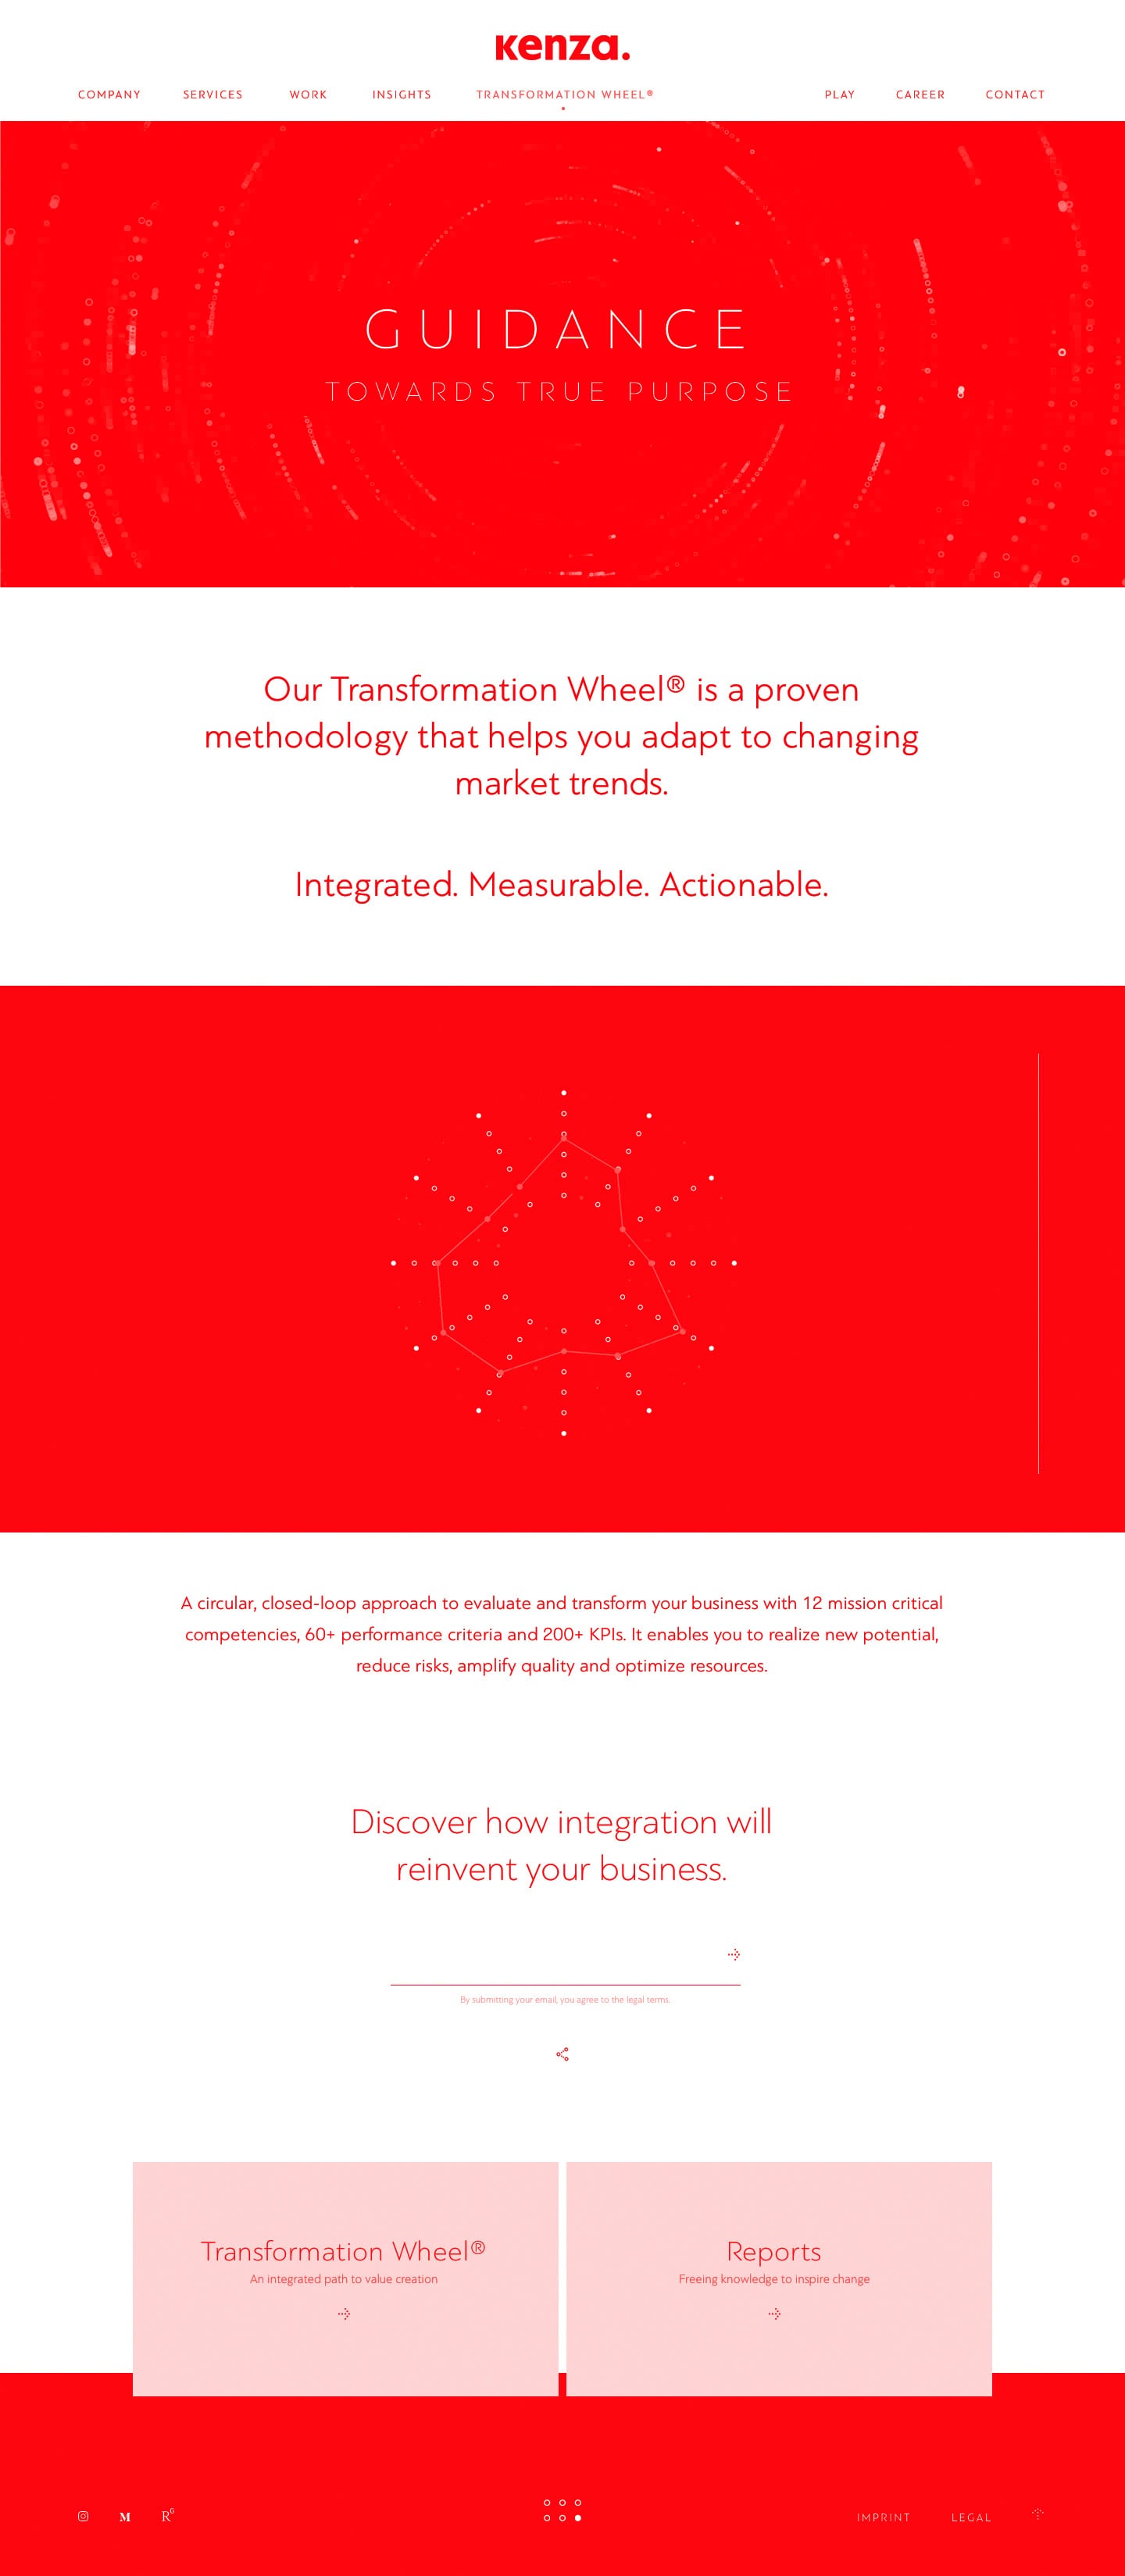 kenza.
COMPANY SERVICES WORK INSIGHTS TRANSFORMATION WHEEL® PLAY CAREER CONTACT
GUIDANCE
TOWARDS TRUE PURPOSE
Our Transformation Wheel® is a proven
methodology that helps you adapt to changing
market trends.
Integrated. Measurable. Actionable.
A circular, closed-loop approach to evaluate and transform your business with 12 mission critical
competencies, 60+ performance criteria and 200+ KPIs. It enables you to realize new potential,
reduce risks, amplify quality and optimize resources.
Discover how integration will
reinvent your business.
By submitting your email, you agree to the legal terms.
Transformation Wheel®
An integrated path to value creation
Reports
Freeing knowledge to inspire change
M RG IMPRINT LEGAL